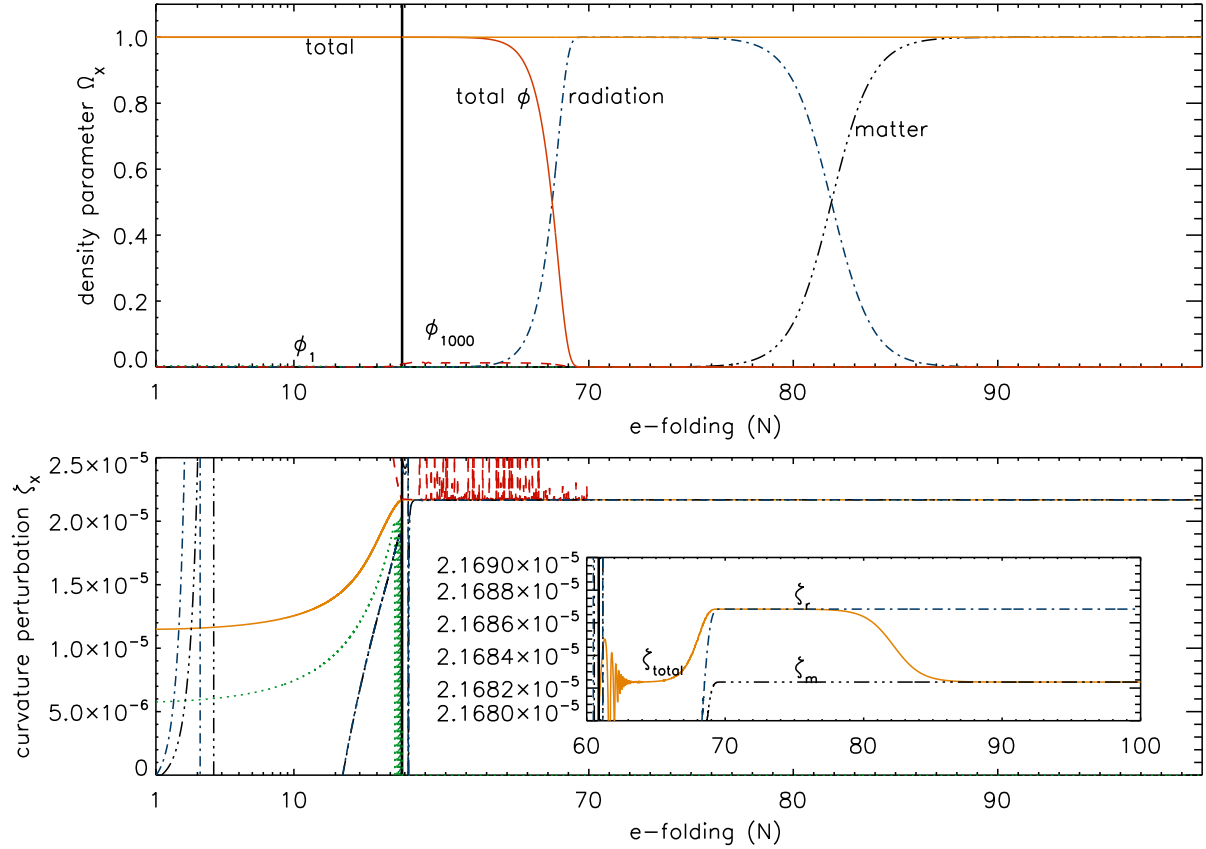 1.0
total
total ϕ
radiation
0.8
matter
0.6
0.4
0.2
ϕ₁
ϕ₁₀₀₀
0.0
density parameter Ωₓ
1 10 70 80 90
e−folding (N)
2.5×10⁻⁵
2.0×10⁻⁵
1.5×10⁻⁵
1.0×10⁻⁵
5.0×10⁻⁶
0
curvature perturbation ζₓ
2.1690×10⁻⁵
2.1688×10⁻⁵
2.1686×10⁻⁵
2.1684×10⁻⁵
2.1682×10⁻⁵
2.1680×10⁻⁵
ζᵣ
ζ_total
ζₘ
60 70 80 90 100
1 10 70 80 90
e−folding (N)